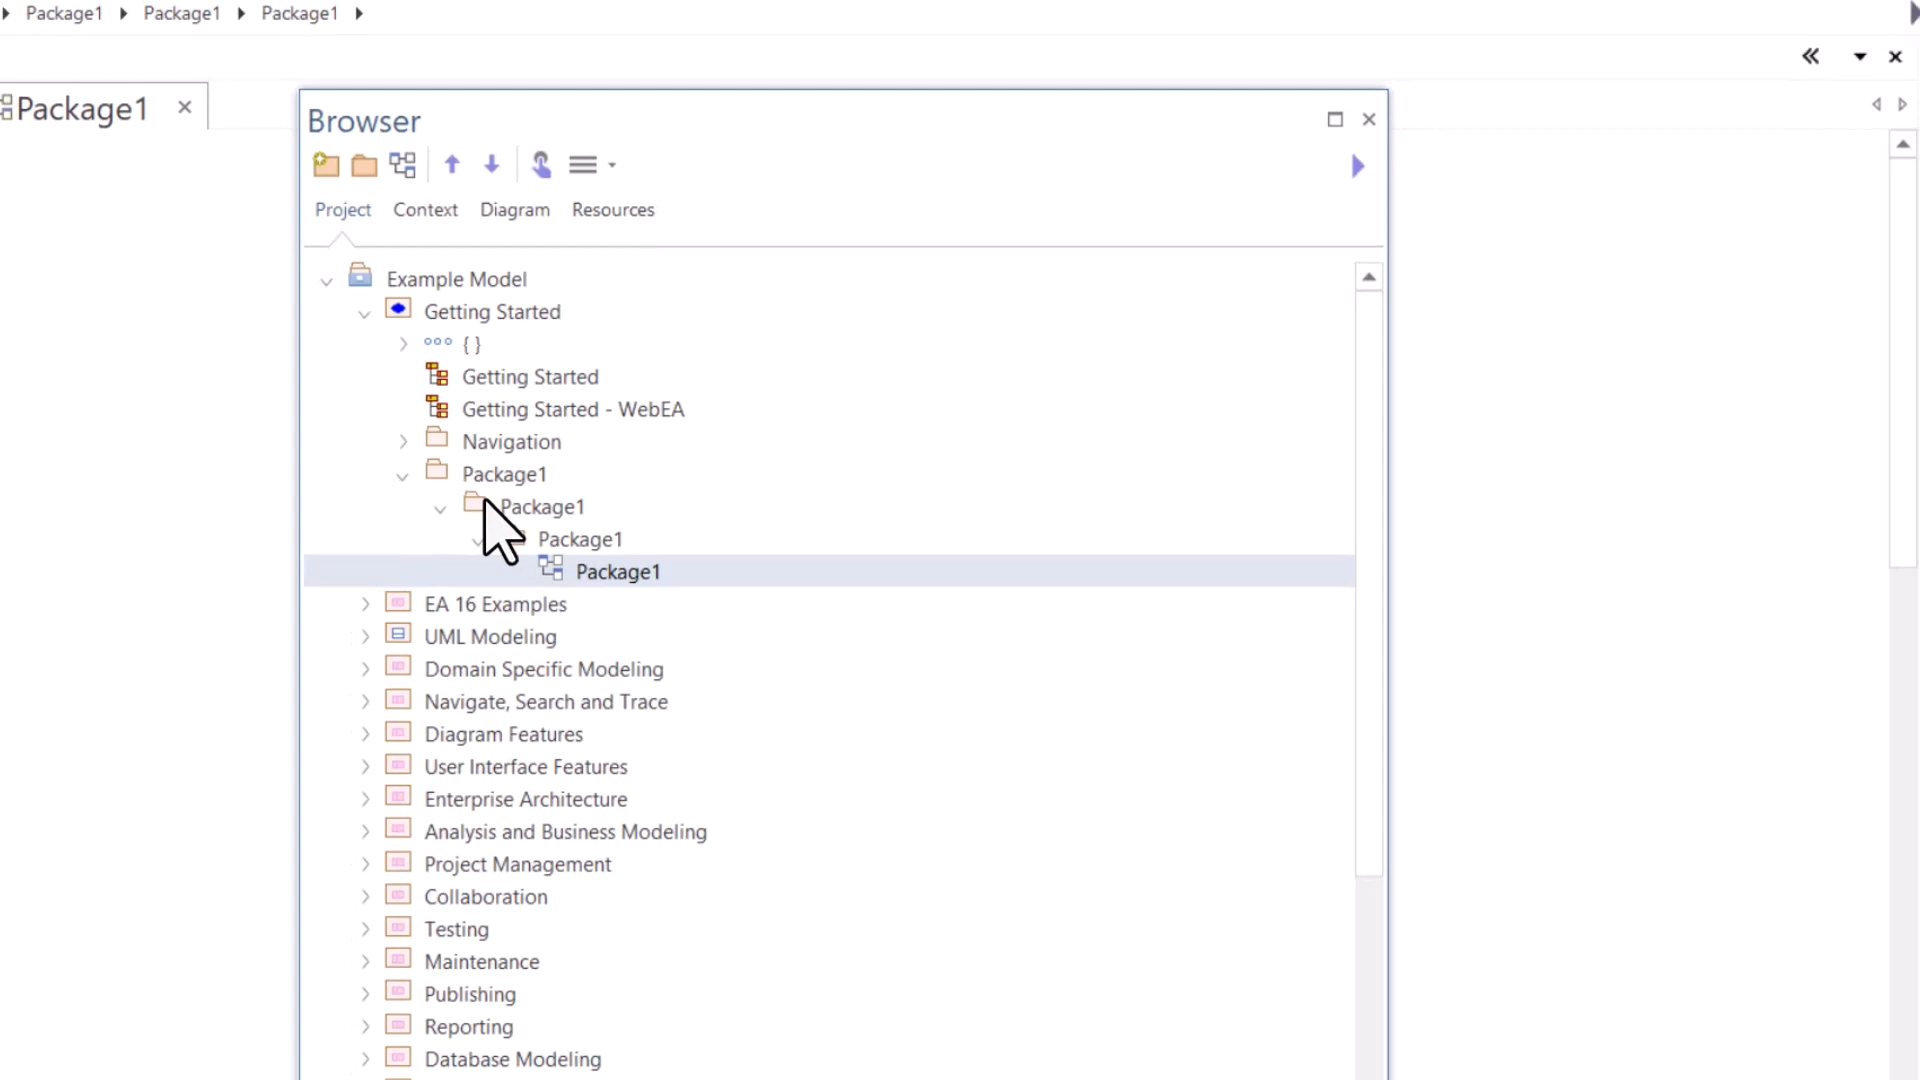 Package1 Package1 Package1
Package1
Browser
Project Context Diagram Resources
Example Model
Getting Started
{ }
Getting Started
Getting Started - WebEA
Navigation
Package1
Package1
Package1
Package1
EA 16 Examples
UML Modeling
Domain Specific Modeling
Navigate, Search and Trace
Diagram Features
User Interface Features
Enterprise Architecture
Analysis and Business Modeling
Project Management
Collaboration
Testing
Maintenance
Publishing
Reporting
Database Modeling